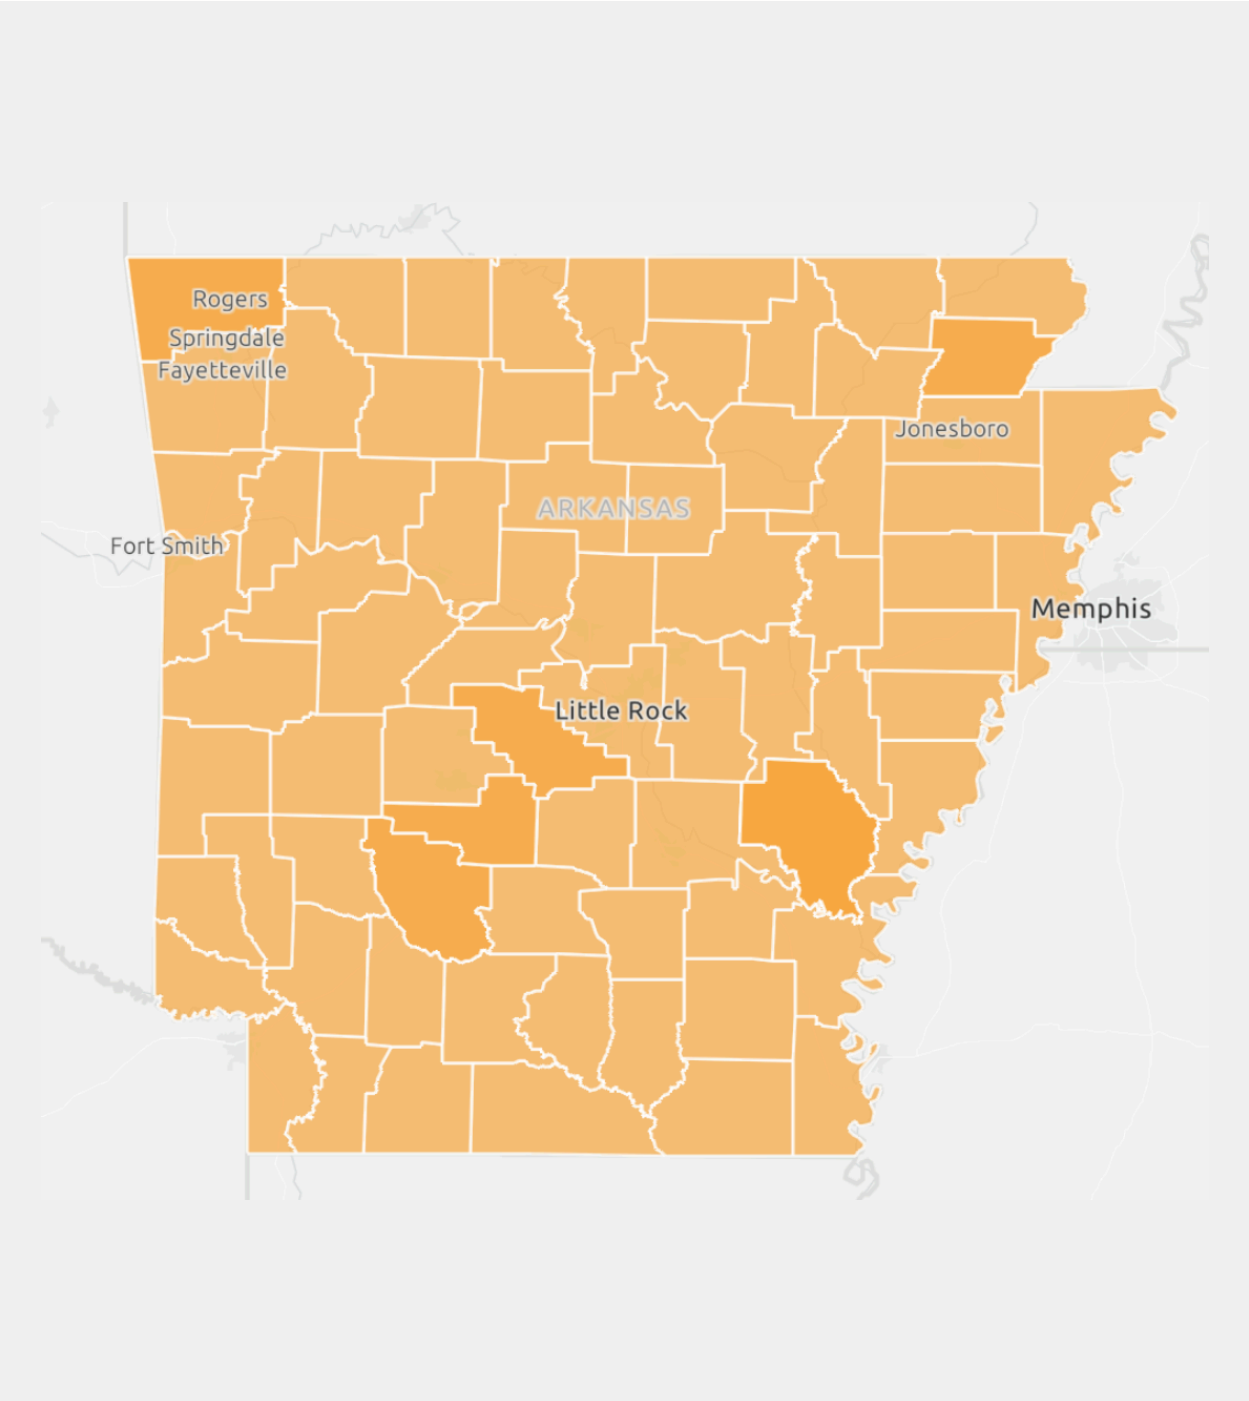 Rogers
Springdale
Fayetteville
Jonesboro
ARKANSAS
Fort Smith
Memphis
Little Rock